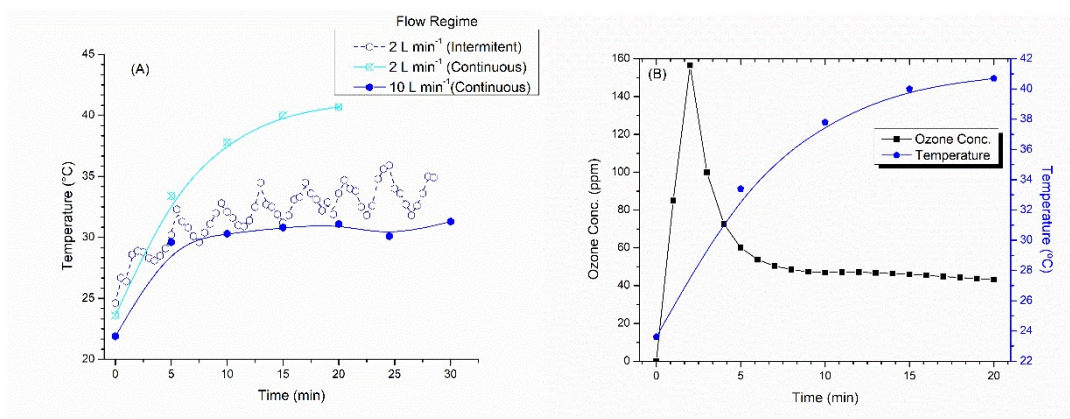 Flow Regime
2 L min⁻¹ (Intermitent)
2 L min⁻¹ (Continuous)
10 L min⁻¹(Continuous)
(A)
45
40
35
30
25
20
Temperature (°C)
0 5 10 15 20 25 30
Time (min)
(B)
160
140
120
100
80
60
40
20
0
Ozone Conc. (ppm)
Ozone Conc.
Temperature
42
40
38
36
34
32
30
28
26
24
22
Temperature (ºC)
0 5 10 15 20
Time (min)